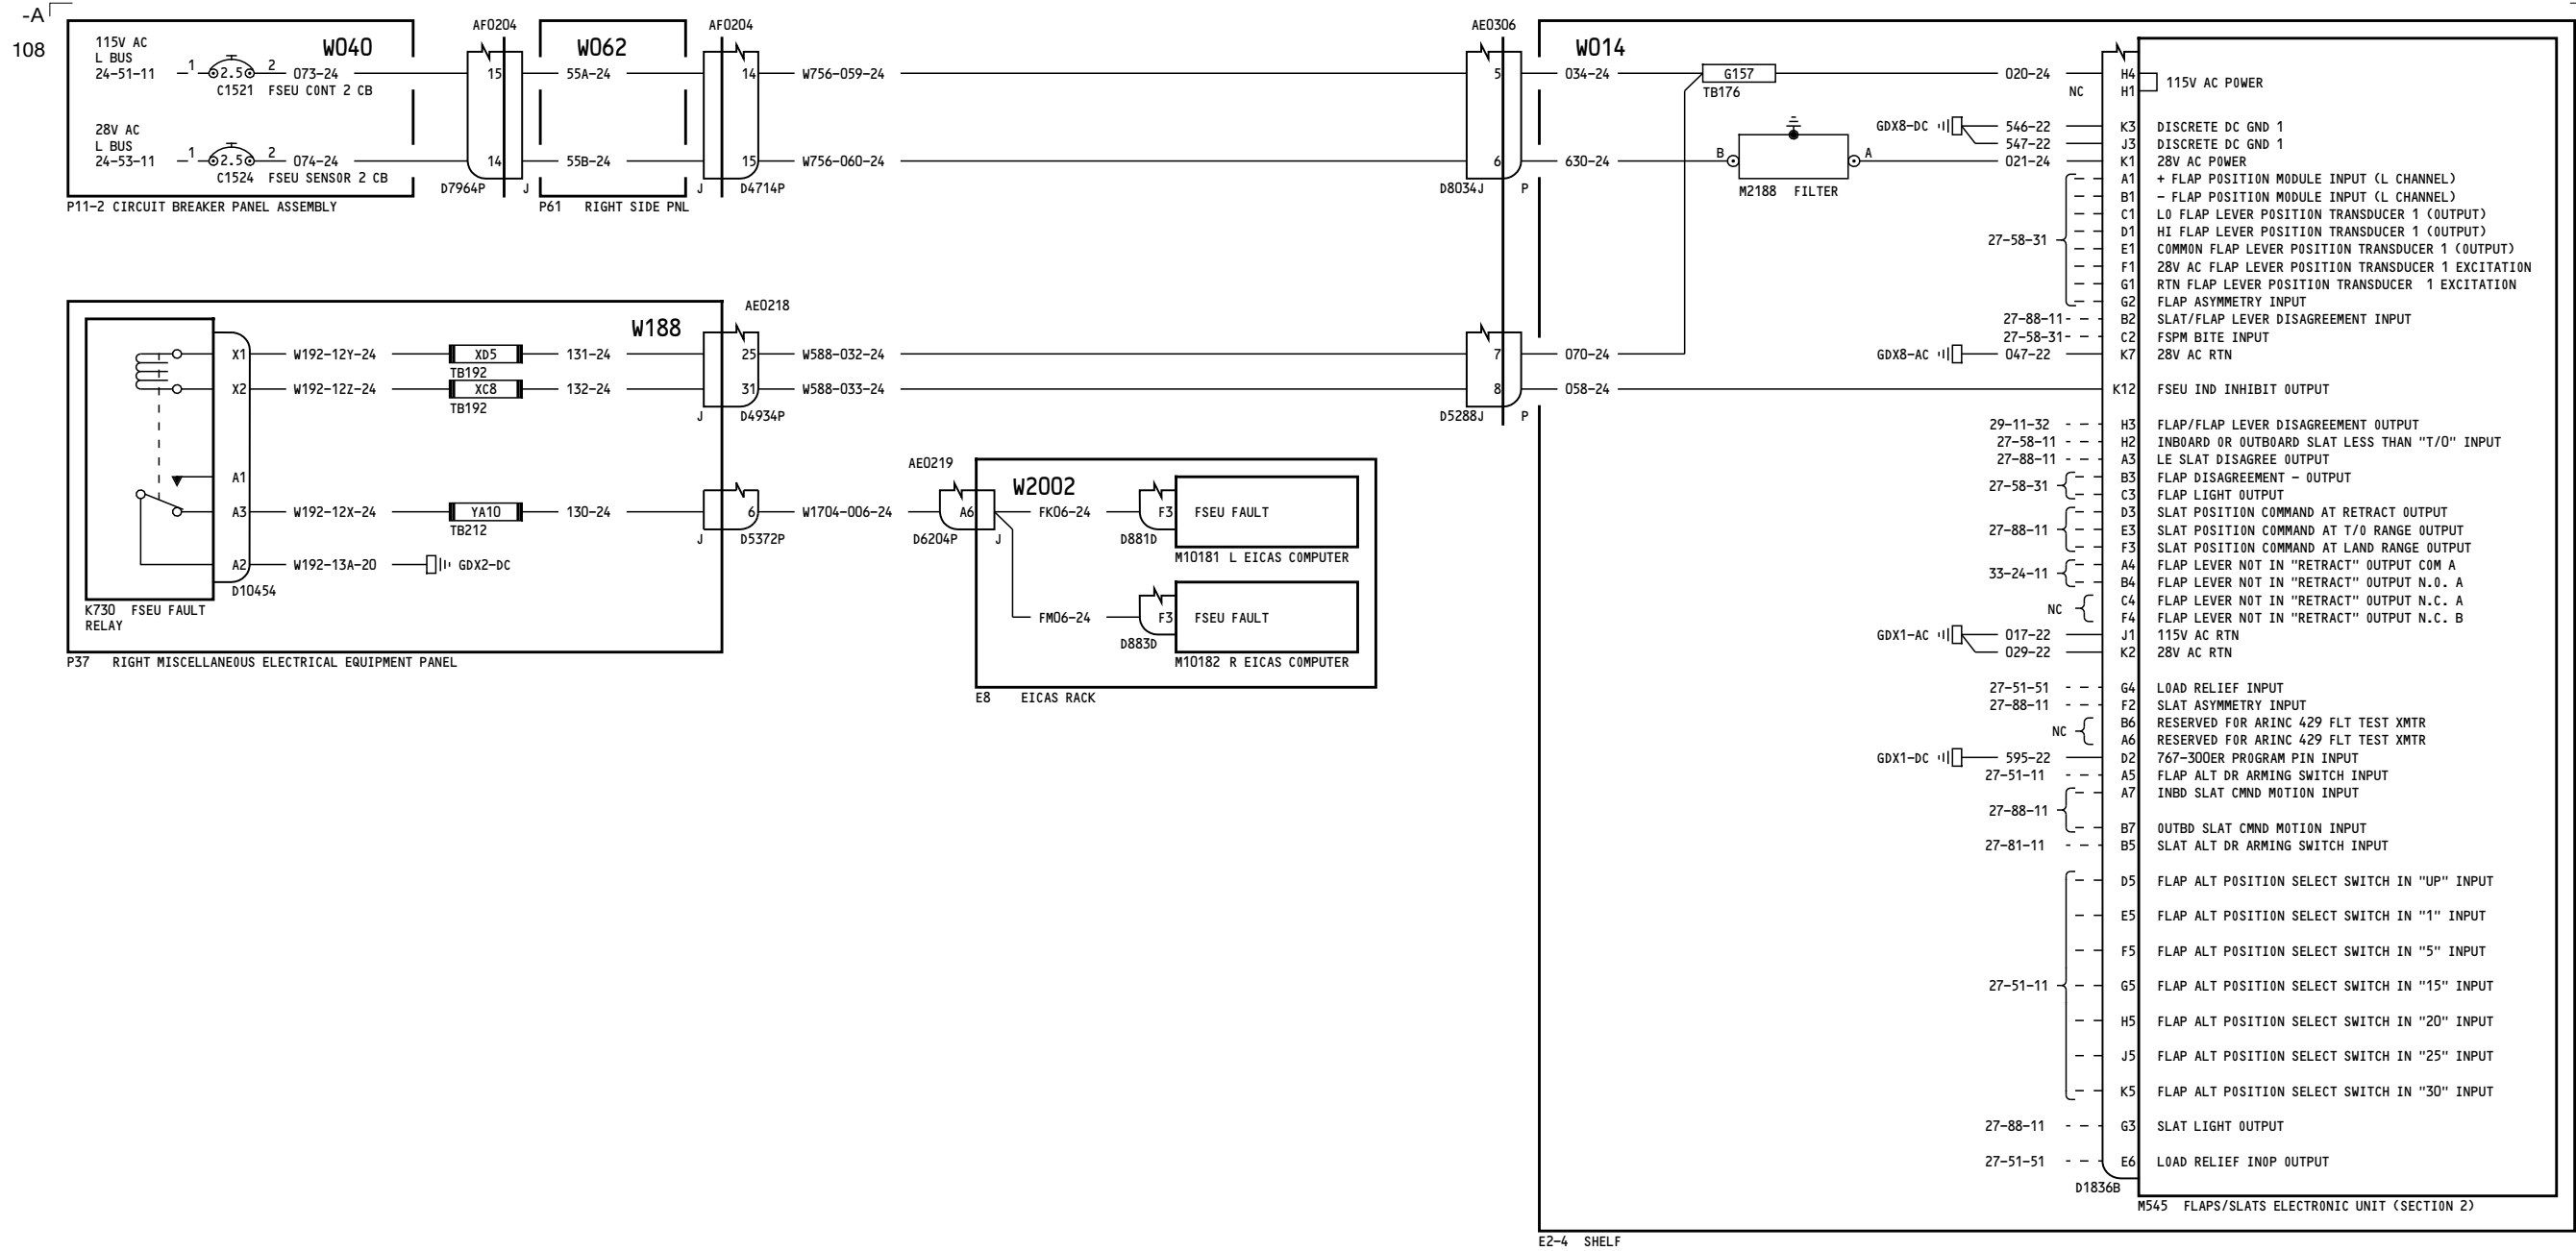 -A
108
115V AC
L BUS
24-51-11
1
2.5
2
073-24
C1521 FSEU CONT 2 CB
W040
28V AC
L BUS
24-53-11
1
2.5
2
074-24
C1524 FSEU SENSOR 2 CB
P11-2 CIRCUIT BREAKER PANEL ASSEMBLY
AF0204
15
14
D7964P J
W062
55A-24
55B-24
P61 RIGHT SIDE PNL
AF0204
14
15
J D4714P
W756-059-24
W756-060-24
AE0306
5
6
D8034J P
W014
034-24
G157
TB176
020-24
630-24
B
A
M2188 FILTER
021-24
W188
X1
W192-12Y-24
XD5
TB192
131-24
X2
W192-12Z-24
XC8
TB192
132-24
A1
A3
W192-12X-24
YA10
TB212
130-24
A2
W192-13A-20
GDX2-DC
D10454
K730 FSEU FAULT
RELAY
P37 RIGHT MISCELLANEOUS ELECTRICAL EQUIPMENT PANEL
AE0218
25
31
J D4934P
W588-032-24
W588-033-24
6
J D5372P
W1704-006-24
7
8
D5288J P
070-24
058-24
AE0219
A6
D6204P J
W2002
FK06-24
F3
FSEU FAULT
D881D
M10181 L EICAS COMPUTER
FM06-24
F3
FSEU FAULT
D883D
M10182 R EICAS COMPUTER
E8 EICAS RACK
H4
NC H1
115V AC POWER
GDX8-DC 546-22 K3 DISCRETE DC GND 1
547-22 J3 DISCRETE DC GND 1
K1 28V AC POWER
27-58-31
A1 + FLAP POSITION MODULE INPUT (L CHANNEL)
B1 - FLAP POSITION MODULE INPUT (L CHANNEL)
C1 LO FLAP LEVER POSITION TRANSDUCER 1 (OUTPUT)
D1 HI FLAP LEVER POSITION TRANSDUCER 1 (OUTPUT)
E1 COMMON FLAP LEVER POSITION TRANSDUCER 1 (OUTPUT)
F1 28V AC FLAP LEVER POSITION TRANSDUCER 1 EXCITATION
G1 RTN FLAP LEVER POSITION TRANSDUCER 1 EXCITATION
G2 FLAP ASYMMETRY INPUT
27-88-11 B2 SLAT/FLAP LEVER DISAGREEMENT INPUT
27-58-31 C2 FSPM BITE INPUT
GDX8-AC 047-22 K7 28V AC RTN
K12 FSEU IND INHIBIT OUTPUT
29-11-32 H3 FLAP/FLAP LEVER DISAGREEMENT OUTPUT
27-58-11 H2 INBOARD OR OUTBOARD SLAT LESS THAN "T/O" INPUT
27-88-11 A3 LE SLAT DISAGREE OUTPUT
27-58-31
B3 FLAP DISAGREEMENT - OUTPUT
C3 FLAP LIGHT OUTPUT
27-88-11
D3 SLAT POSITION COMMAND AT RETRACT OUTPUT
E3 SLAT POSITION COMMAND AT T/O RANGE OUTPUT
F3 SLAT POSITION COMMAND AT LAND RANGE OUTPUT
33-24-11
A4 FLAP LEVER NOT IN "RETRACT" OUTPUT COM A
B4 FLAP LEVER NOT IN "RETRACT" OUTPUT N.O. A
NC
C4 FLAP LEVER NOT IN "RETRACT" OUTPUT N.C. A
F4 FLAP LEVER NOT IN "RETRACT" OUTPUT N.C. B
GDX1-AC 017-22 J1 115V AC RTN
029-22 K2 28V AC RTN
27-51-51 G4 LOAD RELIEF INPUT
27-88-11 F2 SLAT ASYMMETRY INPUT
NC
B6 RESERVED FOR ARINC 429 FLT TEST XMTR
A6 RESERVED FOR ARINC 429 FLT TEST XMTR
GDX1-DC 595-22 D2 767-300ER PROGRAM PIN INPUT
27-51-11 A5 FLAP ALT DR ARMING SWITCH INPUT
27-88-11
A7 INBD SLAT CMND MOTION INPUT
B7 OUTBD SLAT CMND MOTION INPUT
27-81-11 B5 SLAT ALT DR ARMING SWITCH INPUT
27-51-11
D5 FLAP ALT POSITION SELECT SWITCH IN "UP" INPUT
E5 FLAP ALT POSITION SELECT SWITCH IN "1" INPUT
F5 FLAP ALT POSITION SELECT SWITCH IN "5" INPUT
G5 FLAP ALT POSITION SELECT SWITCH IN "15" INPUT
H5 FLAP ALT POSITION SELECT SWITCH IN "20" INPUT
J5 FLAP ALT POSITION SELECT SWITCH IN "25" INPUT
K5 FLAP ALT POSITION SELECT SWITCH IN "30" INPUT
27-88-11 G3 SLAT LIGHT OUTPUT
27-51-51 E6 LOAD RELIEF INOP OUTPUT
D1836B
M545 FLAPS/SLATS ELECTRONIC UNIT (SECTION 2)
E2-4 SHELF